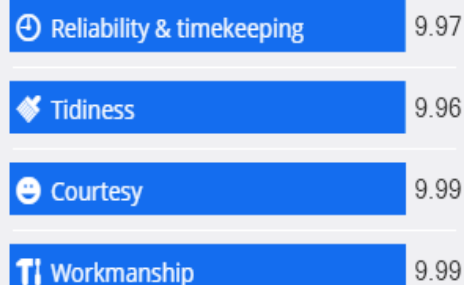 Reliability & timekeeping 9.97
Tidiness 9.96
Courtesy 9.99
Workmanship 9.99